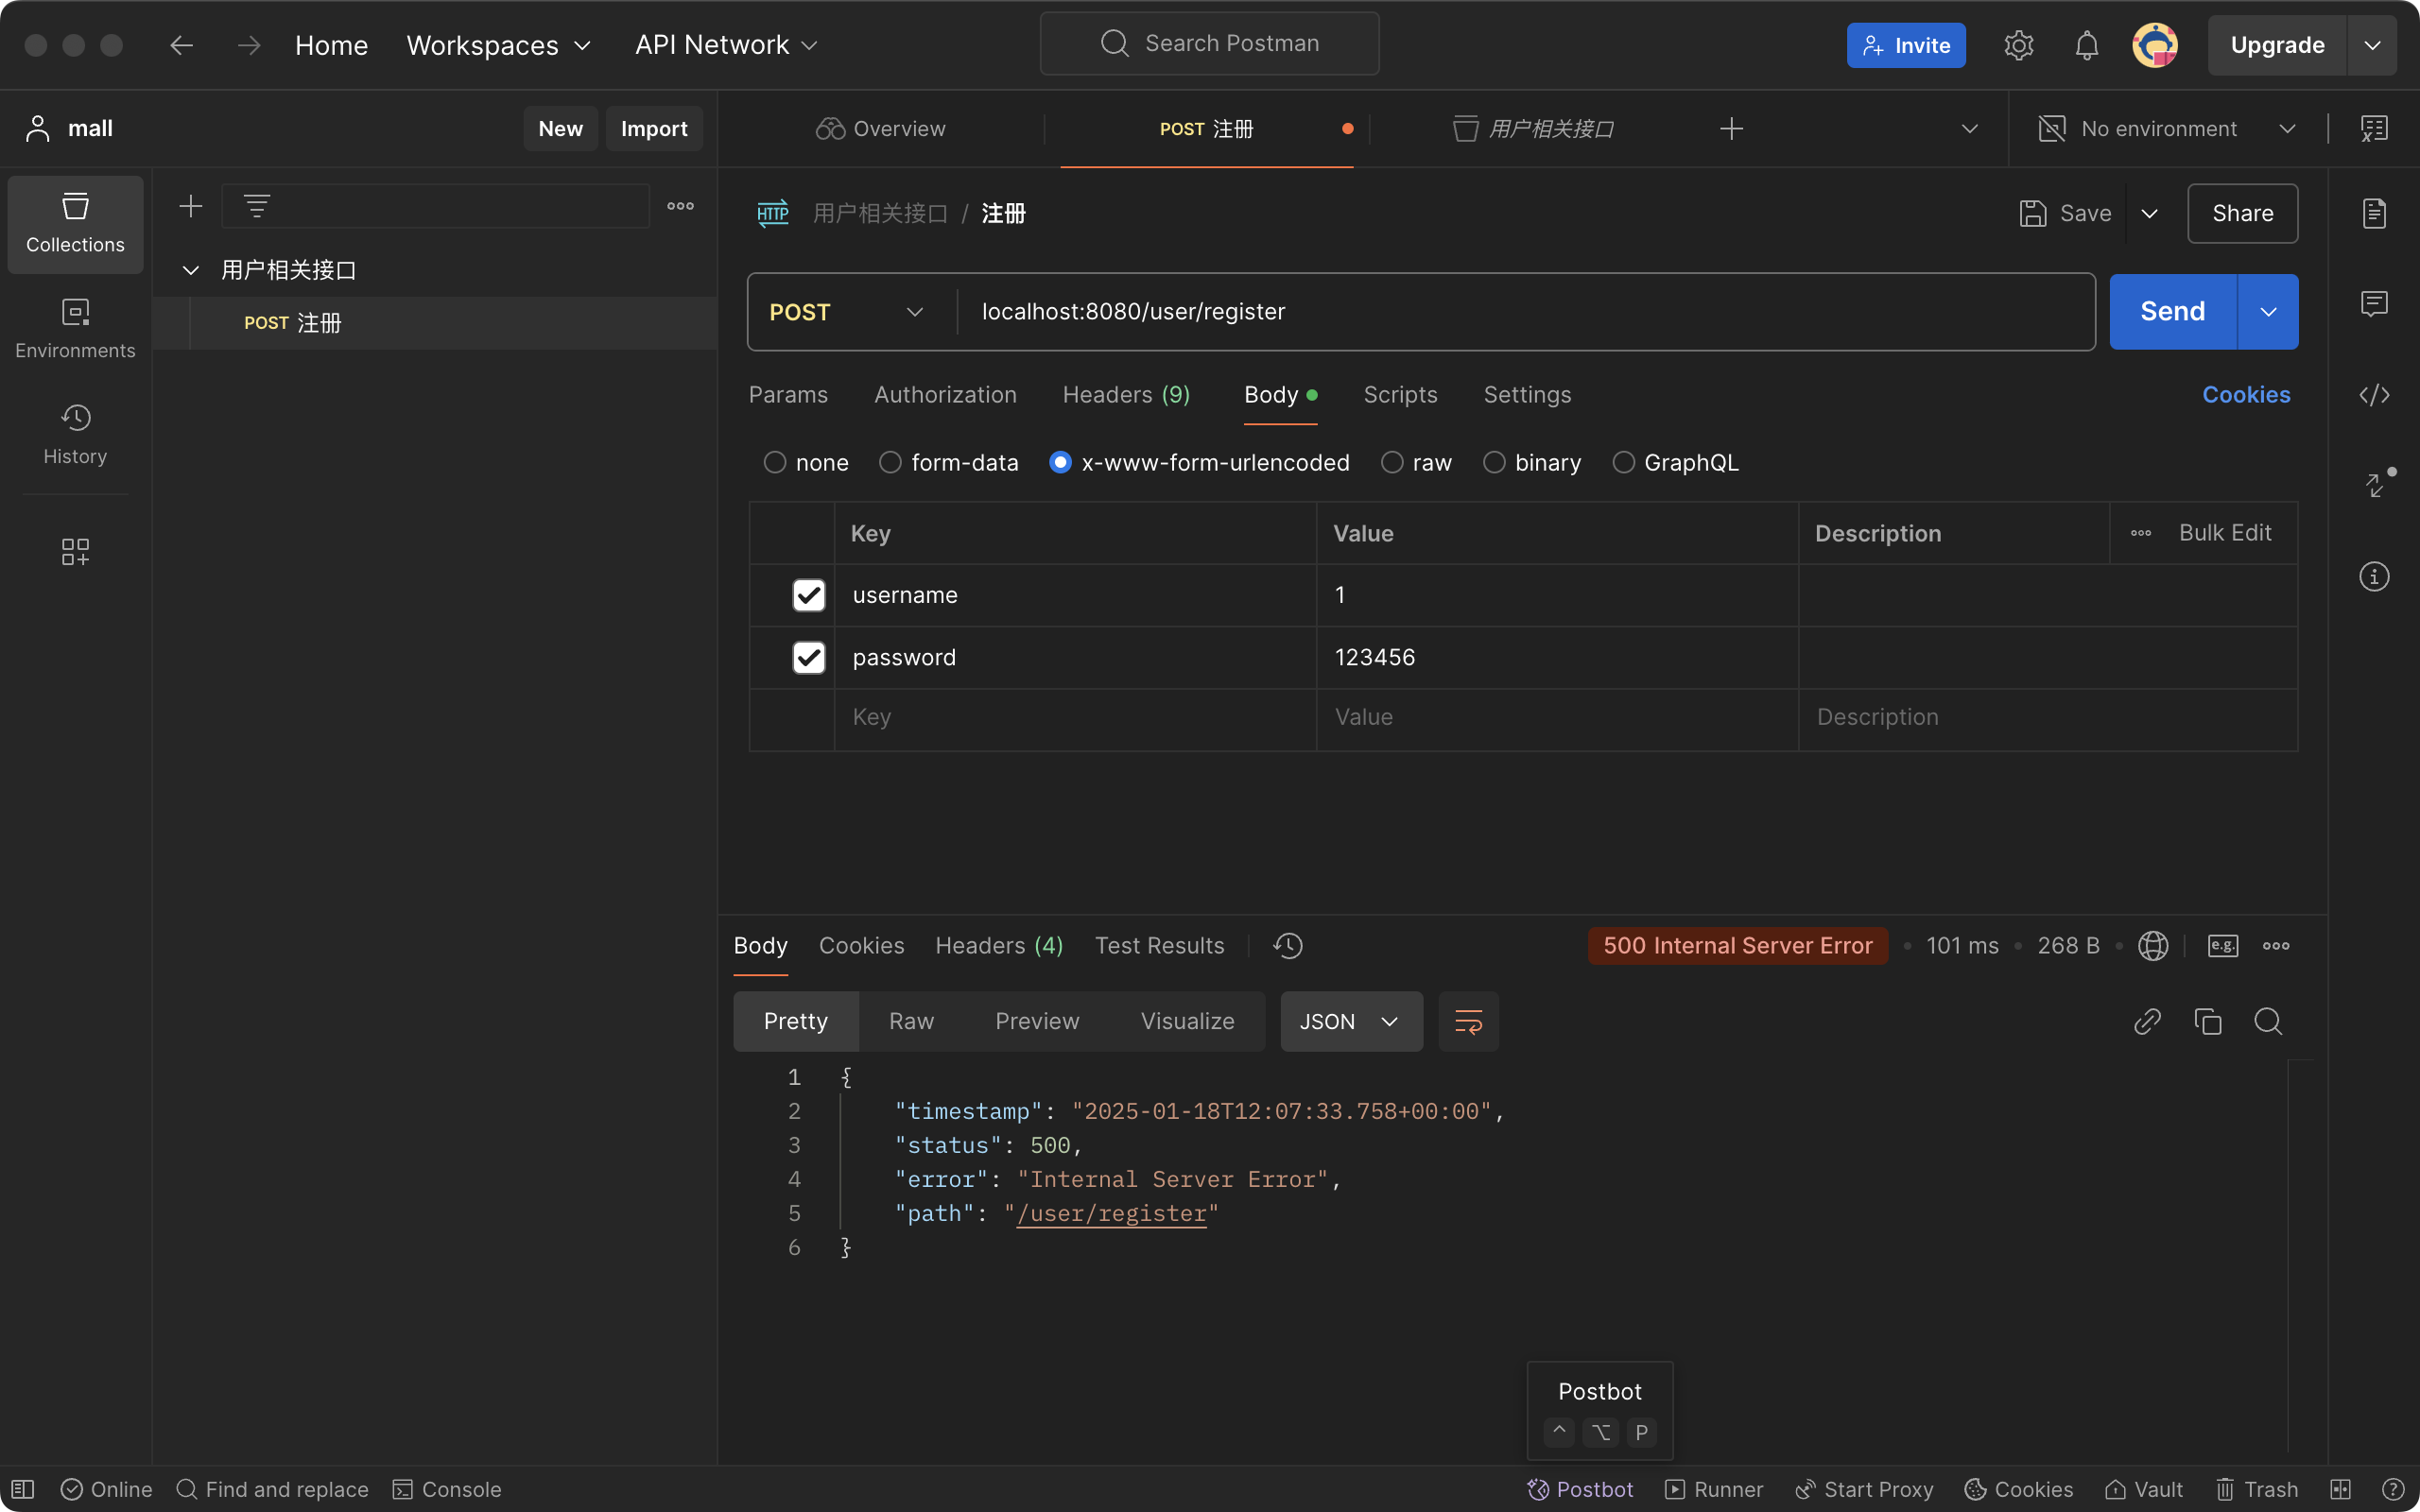 Home Workspaces API Network Search Postman Invite Upgrade
mall New Import Overview POST 注册 用户相关接口 No environment
Collections
Environments
History
用户相关接口
POST 注册
HTTP 用户相关接口 / 注册 Save Share
POST localhost:8080/user/register Send
Params Authorization Headers (9) Body Scripts Settings Cookies
none form-data x-www-form-urlencoded raw binary GraphQL
Key Value Description Bulk Edit
username 1
password 123456
Key Value Description
Body Cookies Headers (4) Test Results 500 Internal Server Error 101 ms 268 B e.g.
Pretty Raw Preview Visualize JSON
1 {
2 "timestamp": "2025-01-18T12:07:33.758+00:00",
3 "status": 500,
4 "error": "Internal Server Error",
5 "path": "/user/register"
6 }
Postbot
^ ⌥ P
Online Find and replace Console Postbot Runner Start Proxy Cookies Vault Trash